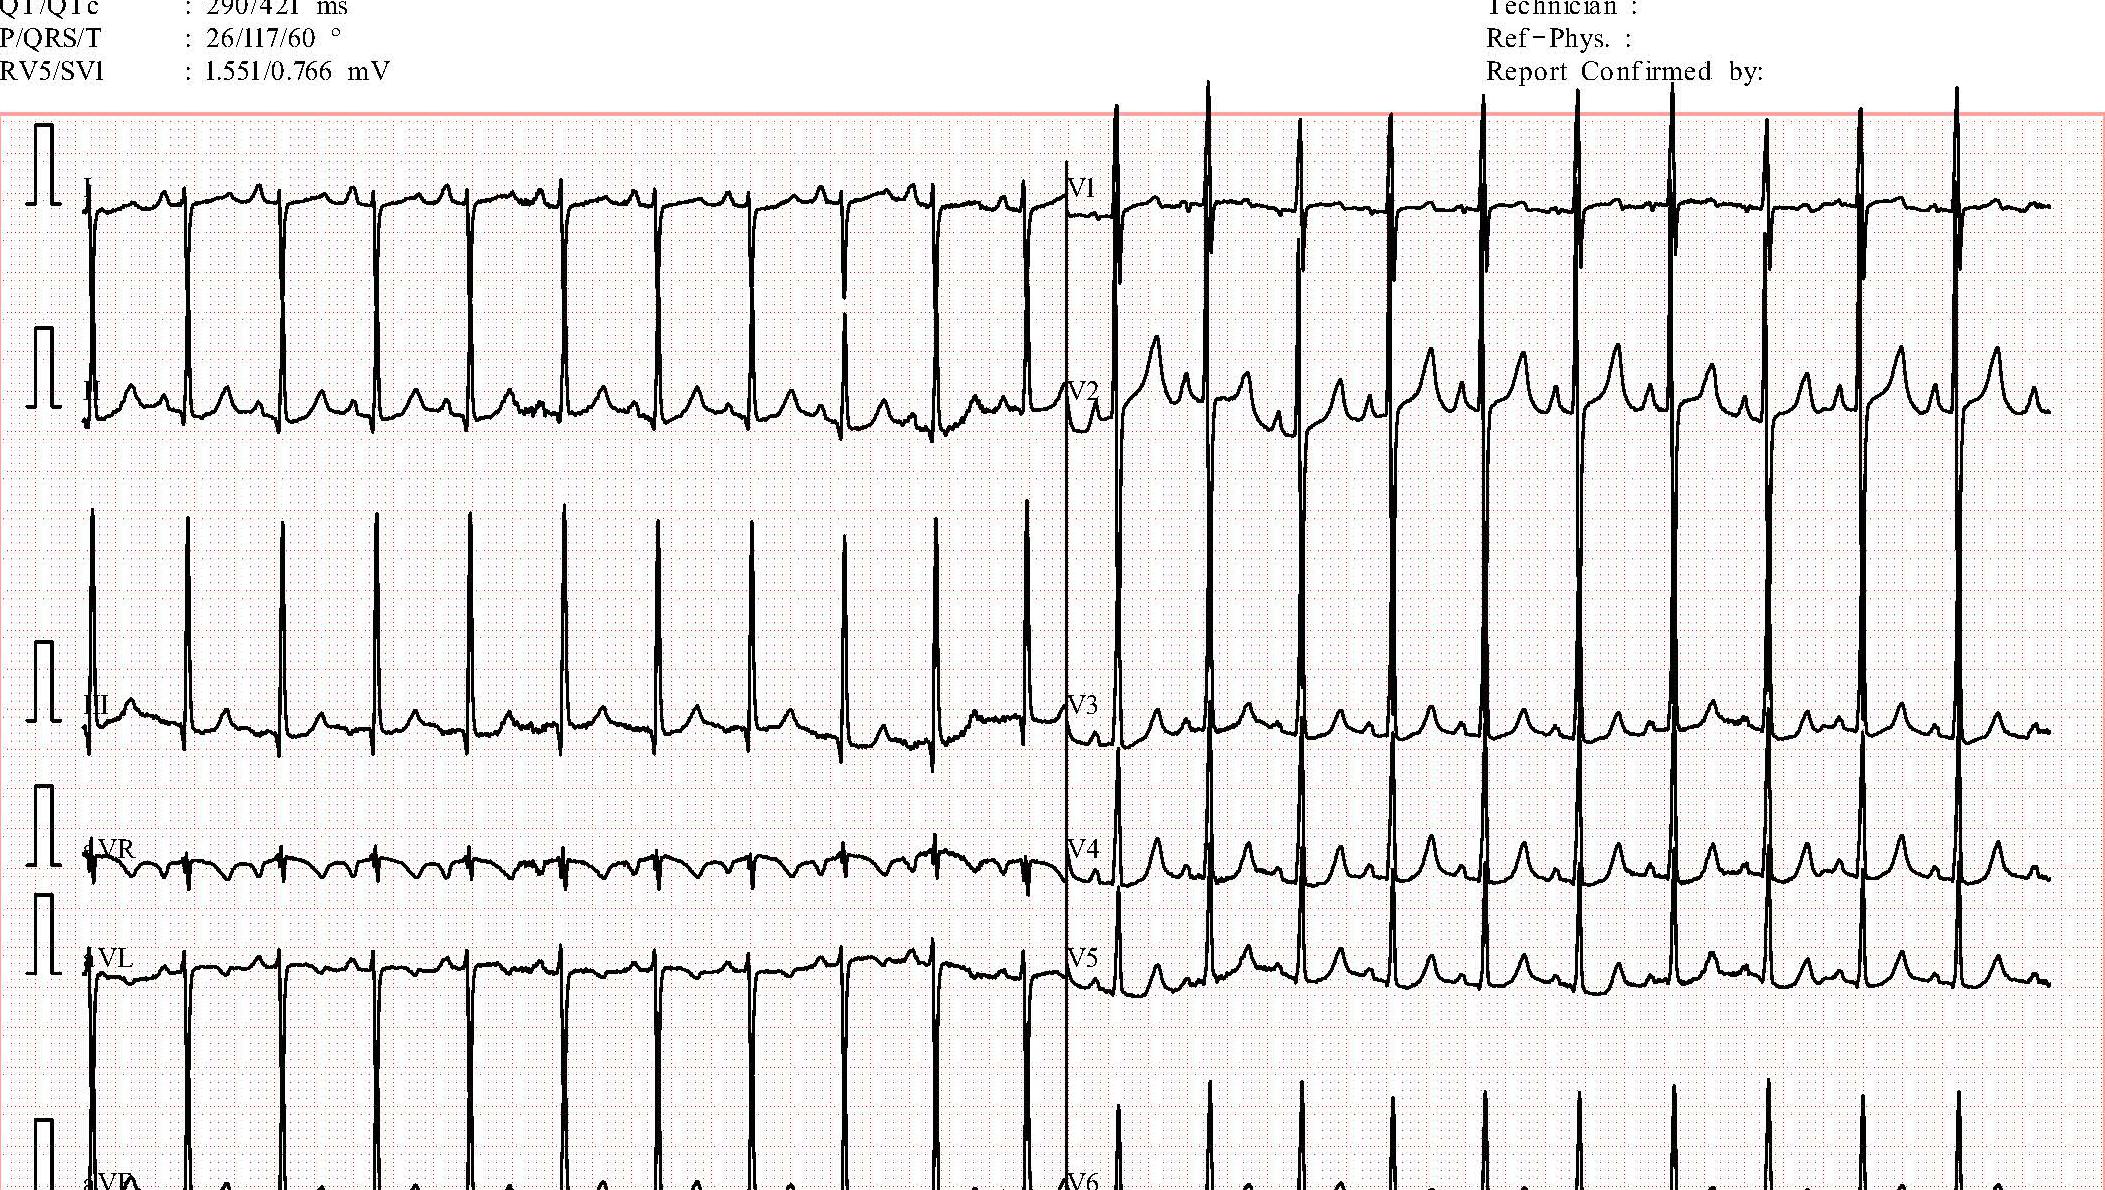 QT/QTc : 290/421 ms
P/QRS/T : 26/117/60 °
RV5/SV1 : 1.551/0.766 mV
Technician :
Ref-Phys. :
Report Confirmed by:
I
V1
II
V2
III
V3
aVR
V4
aVL
V5
V6